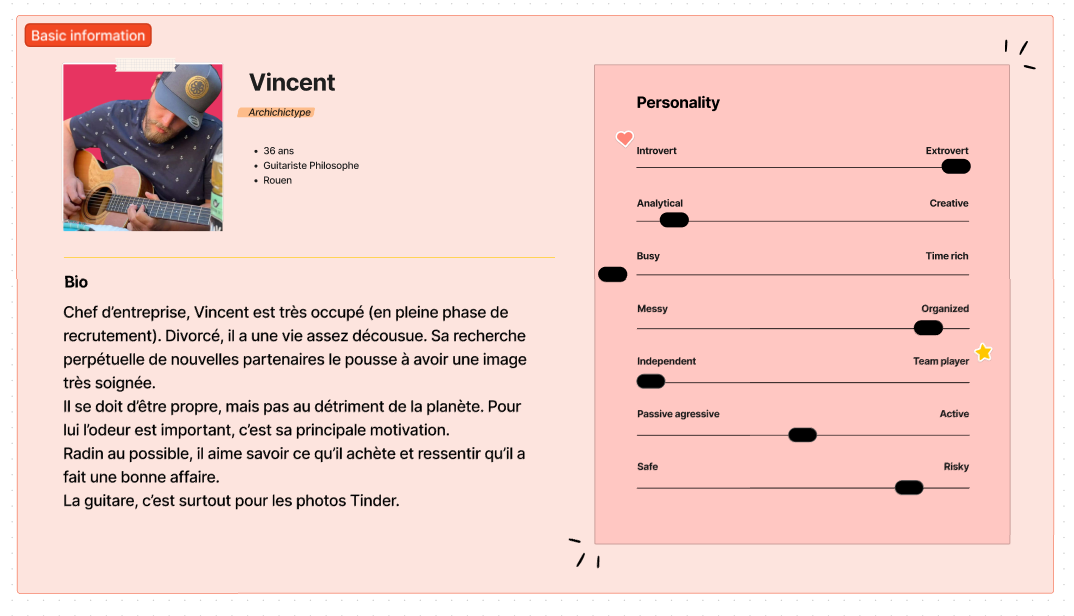 Basic information
Vincent
Archichictype
36 ans
Guitariste Philosophe
Rouen
Bio
Chef d’entreprise, Vincent est très occupé (en pleine phase de
recrutement). Divorcé, il a une vie assez décousue. Sa recherche
perpétuelle de nouvelles partenaires le pousse à avoir une image
très soignée.
Il se doit d’être propre, mais pas au détriment de la planète. Pour
lui l’odeur est important, c’est sa principale motivation.
Radin au possible, il aime savoir ce qu’il achète et ressentir qu’il a
fait une bonne affaire.
La guitare, c’est surtout pour les photos Tinder.
Personality
Introvert Extrovert
Analytical Creative
Busy Time rich
Messy Organized
Independent Team player
Passive agressive Active
Safe Risky